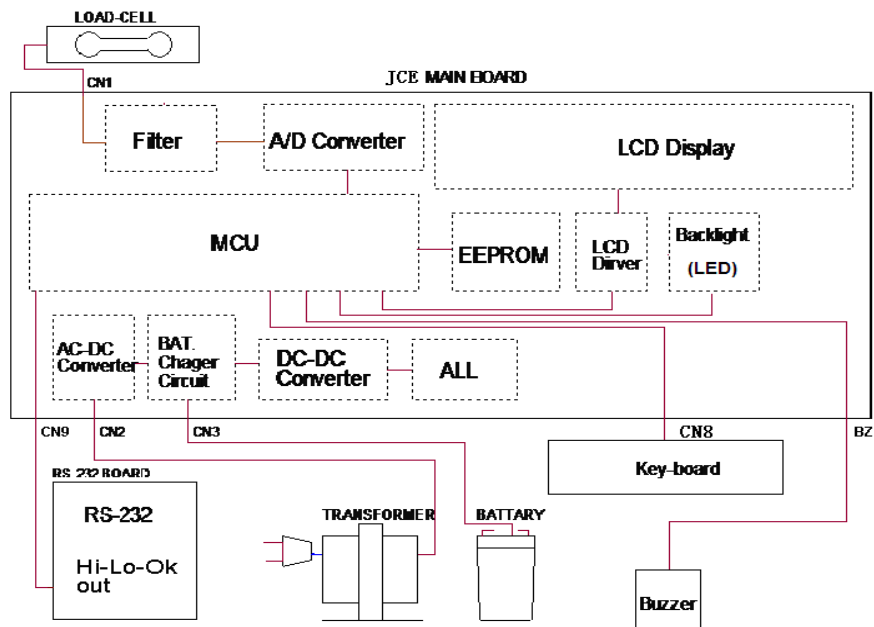 LOAD-CELL
CN1
JCE MAIN BOARD
Filter
A/D Converter
LCD Display
MCU
EEPROM
LCD
Dirver
Backlight
(LED)
AC-DC
Converter
BAT.
Chager
Circuit
DC-DC
Converter
ALL
CN9
CN2
CN3
CN8
BZ
RS-232 BOARD
RS-232
Hi-Lo-Ok
out
TRANSFORMER
BATTARY
Key-board
Buzzer